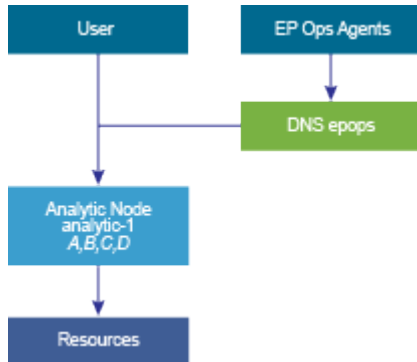 User
EP Ops Agents
DNS epops
Analytic Node
analytic-1
A,B,C,D
Resources